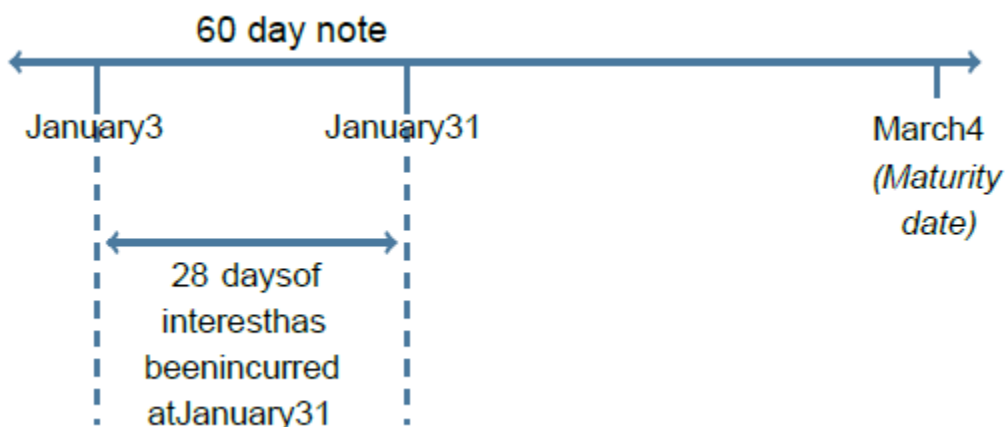 60 day note
January3
January31
March4
(Maturity
date)
28 daysof
interesthas
beenincurred
atJanuary31